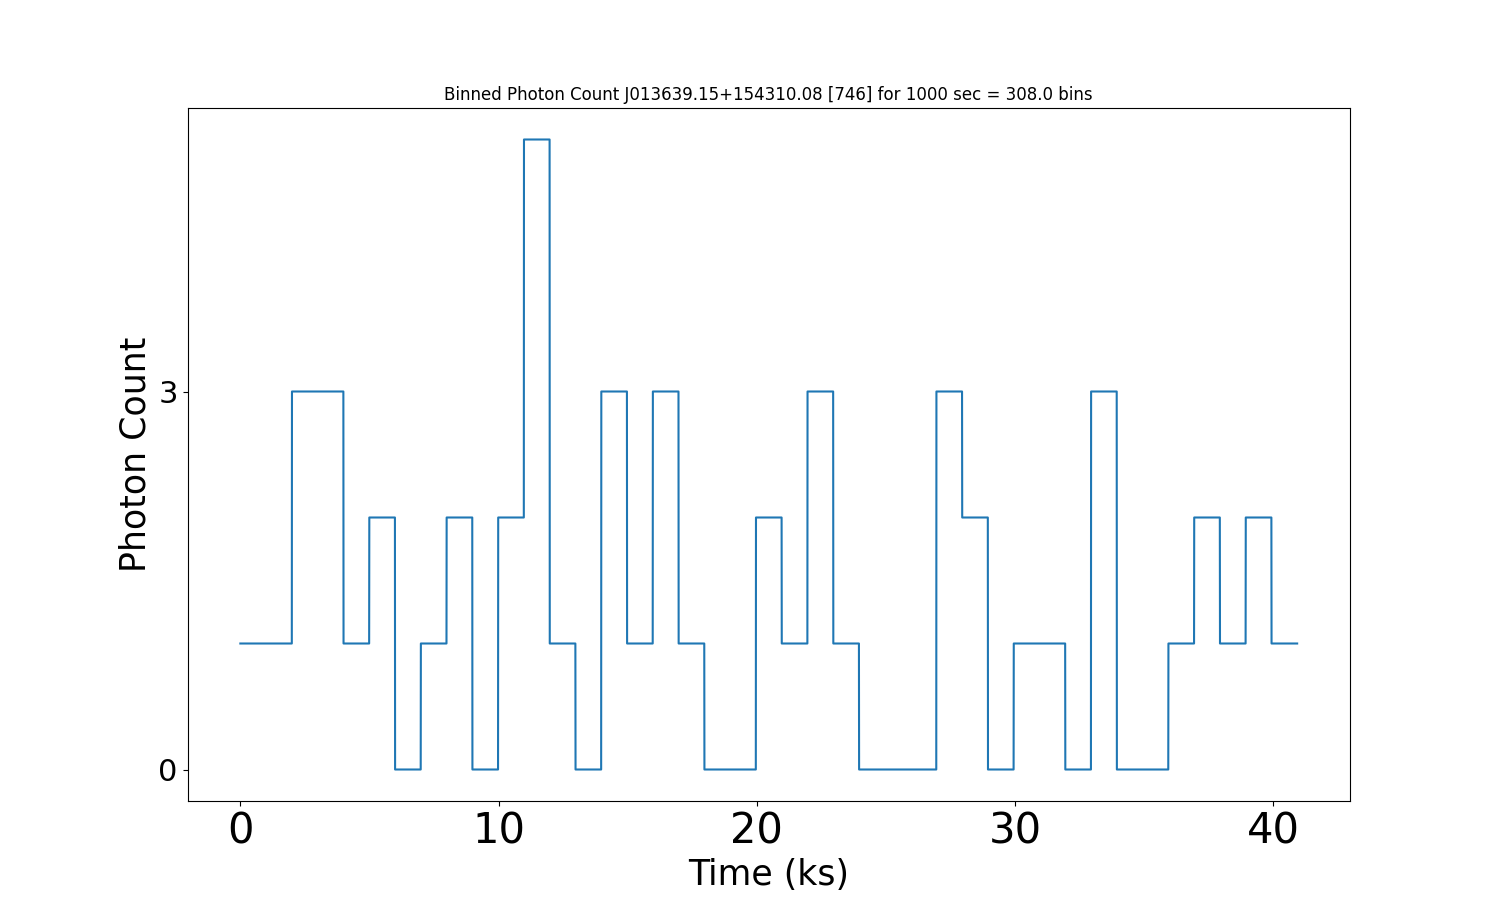 Binned Photon Count J013639.15+154310.08 [746] for 1000 sec = 308.0 bins
Photon Count
3
0
0 10 20 30 40
Time (ks)